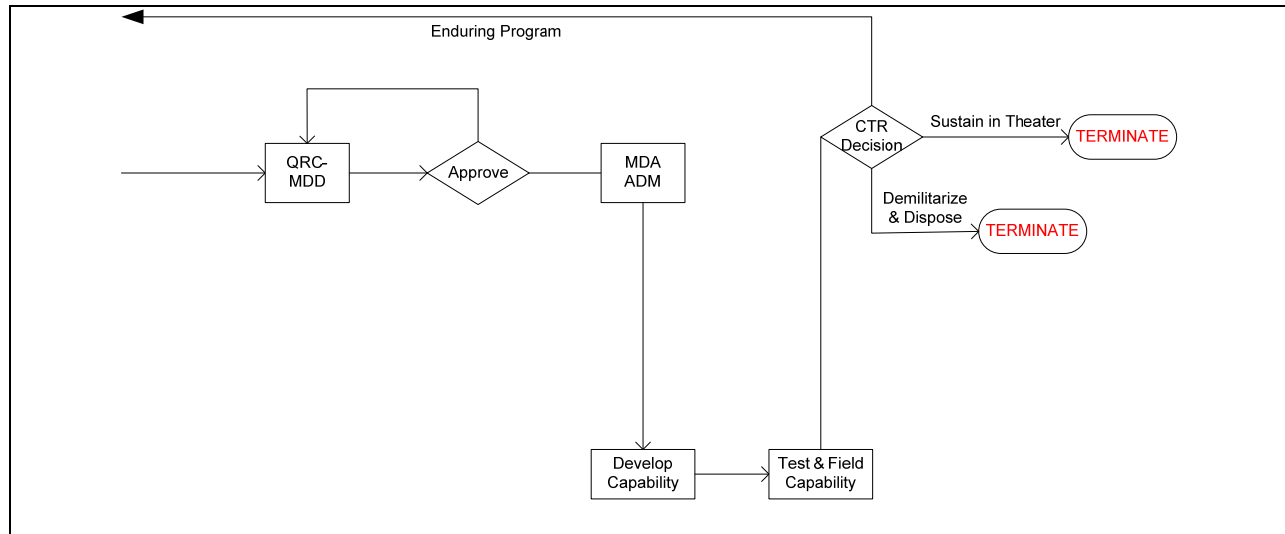 Enduring Program
QRC-
MDD
Approve
MDA
ADM
CTR
Decision
Sustain in Theater
TERMINATE
Demilitarize
& Dispose
TERMINATE
Develop
Capability
Test & Field
Capability